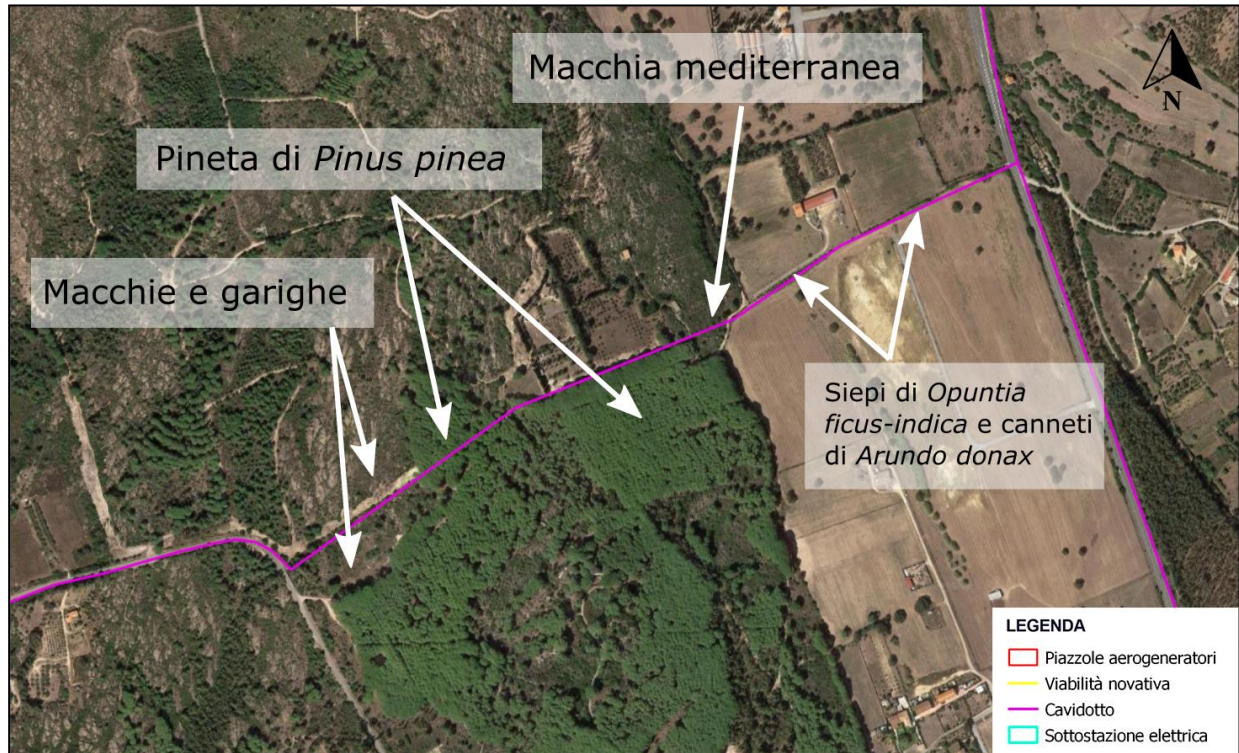 Macchia mediterranea
N
Pineta di Pinus pinea
Macchie e garighe
Siepi di Opuntia
ficus-indica e canneti
di Arundo donax
LEGENDA
Piazzole aerogeneratori
Viabilità novativa
Cavidotto
Sottostazione elettrica